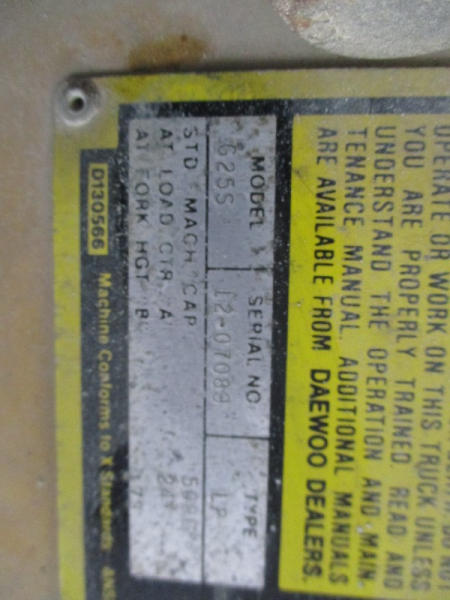 OPERATE OR WORK ON THIS TRUCK UNLESS
YOU ARE PROPERLY TRAINED. READ AND
UNDERSTAND THE OPERATION AND MAIN-
TENANCE MANUAL. ADDITIONAL MANUALS
ARE AVAILABLE FROM DAEWOO DEALERS.
MODEL SERIAL NO TYPE
G25S 12-07089 LP
STD MACH CAP
AT LOAD CTR A 24
AT FORK HGT B
D130566 Machine Conforms to